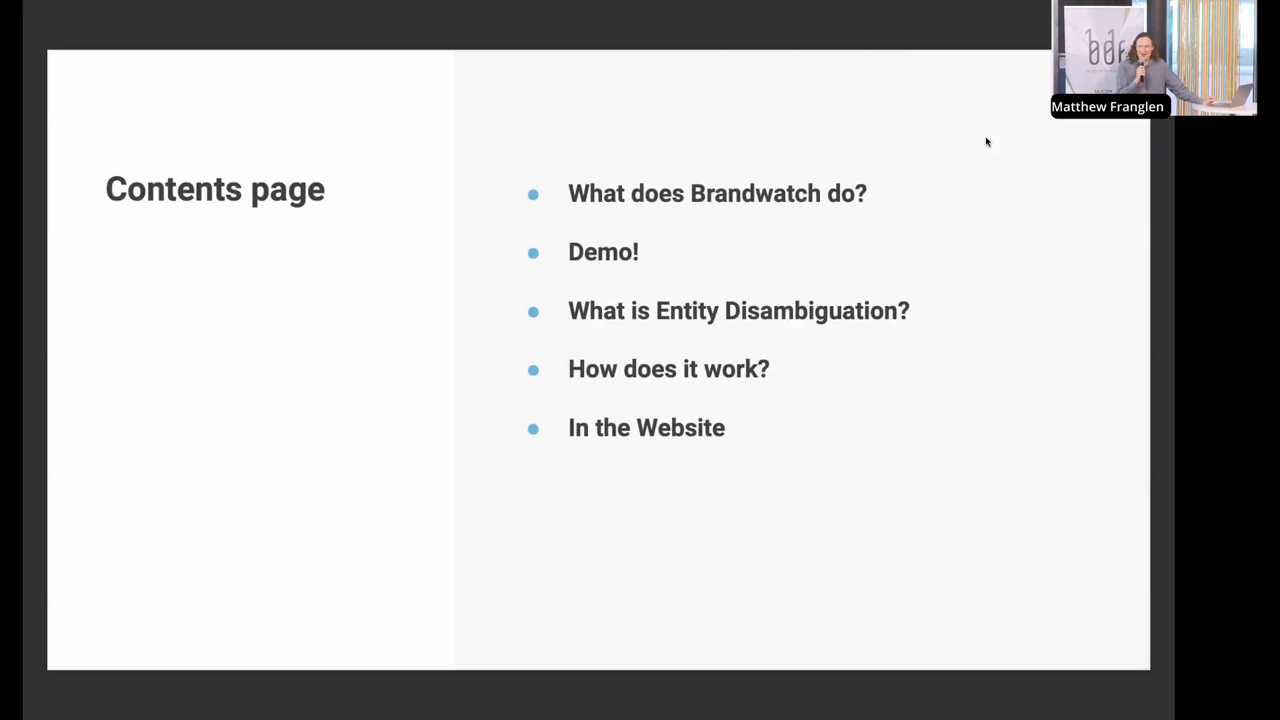 Contents page
What does Brandwatch do?
Demo!
What is Entity Disambiguation?
How does it work?
In the Website
Matthew Franglen